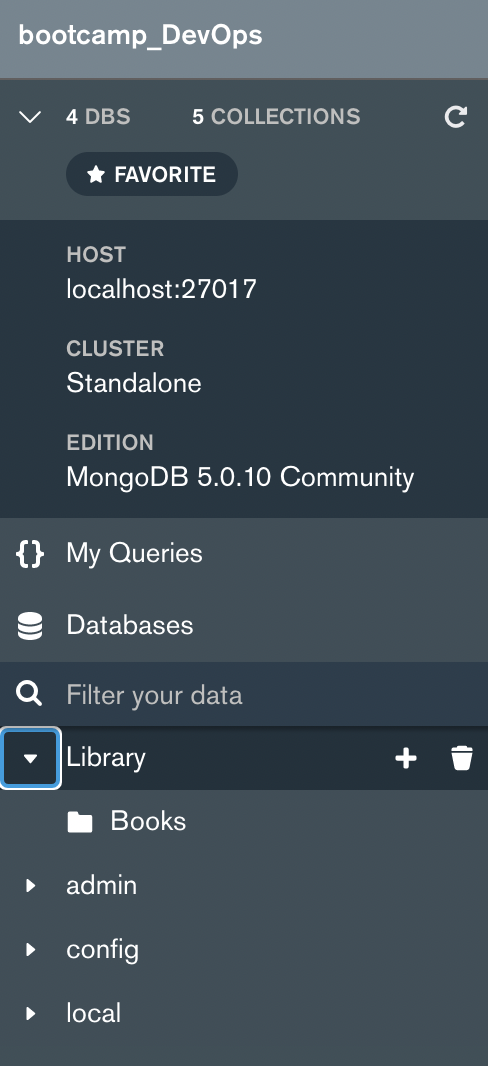 bootcamp_DevOps
4 DBS 5 COLLECTIONS
FAVORITE
HOST
localhost:27017
CLUSTER
Standalone
EDITION
MongoDB 5.0.10 Community
{} My Queries
Databases
Filter your data
Library
Books
admin
config
local